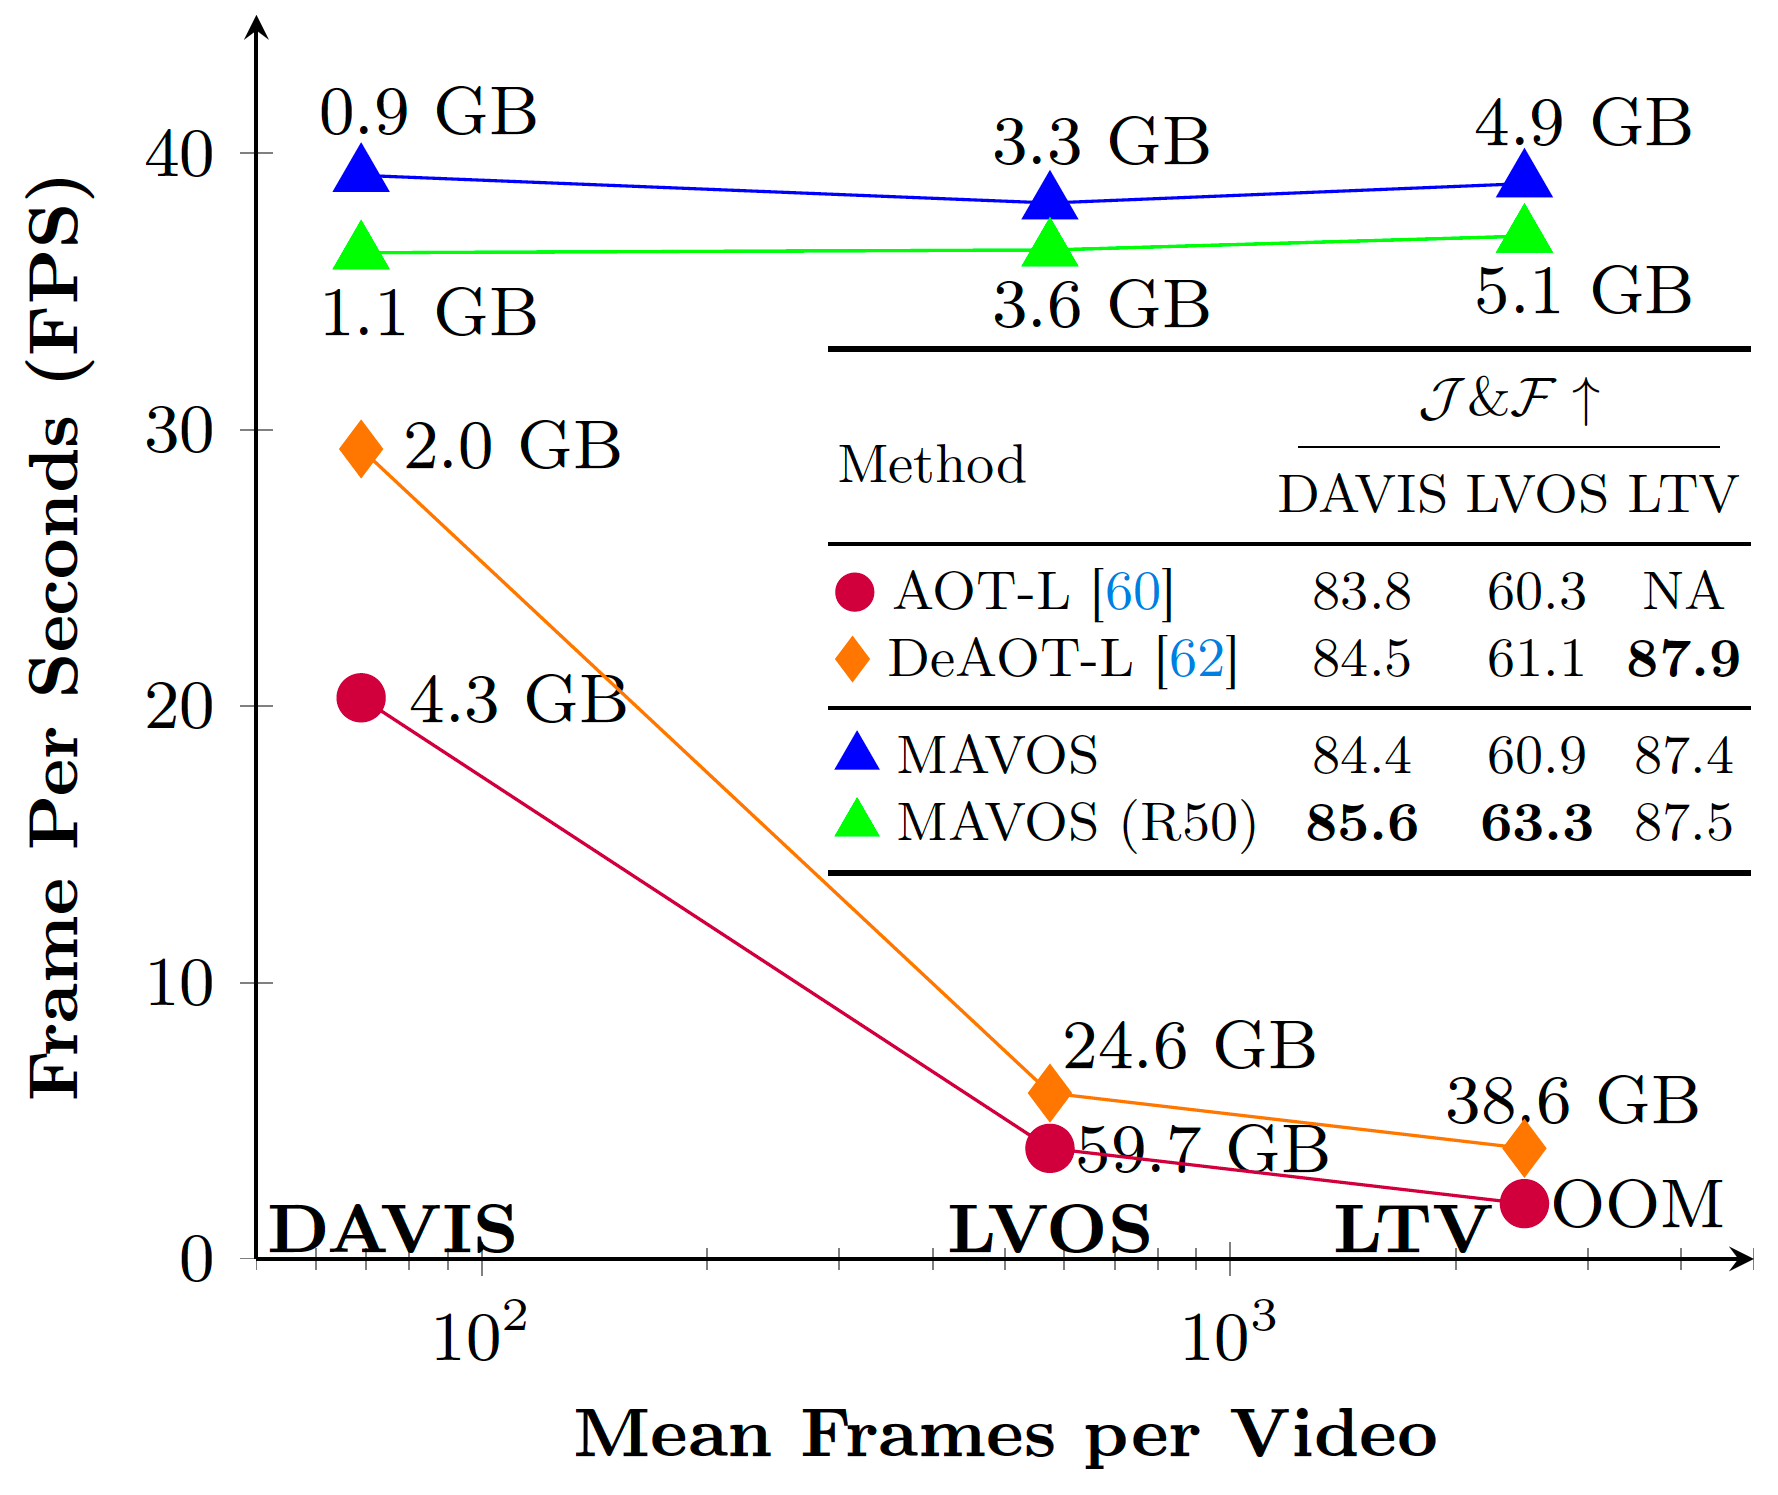 Frame Per Seconds (FPS)
40
30
20
10
0
0.9 GB
3.3 GB
4.9 GB
1.1 GB
3.6 GB
5.1 GB
2.0 GB
4.3 GB
24.6 GB
38.6 GB
59.7 GB
OOM
Method
𝒥&ℱ ↑
DAVIS LVOS LTV
AOT-L [60] 83.8 60.3 NA
DeAOT-L [62] 84.5 61.1 87.9
MAVOS 84.4 60.9 87.4
MAVOS (R50) 85.6 63.3 87.5
DAVIS
LVOS
LTV
10² 10³
Mean Frames per Video